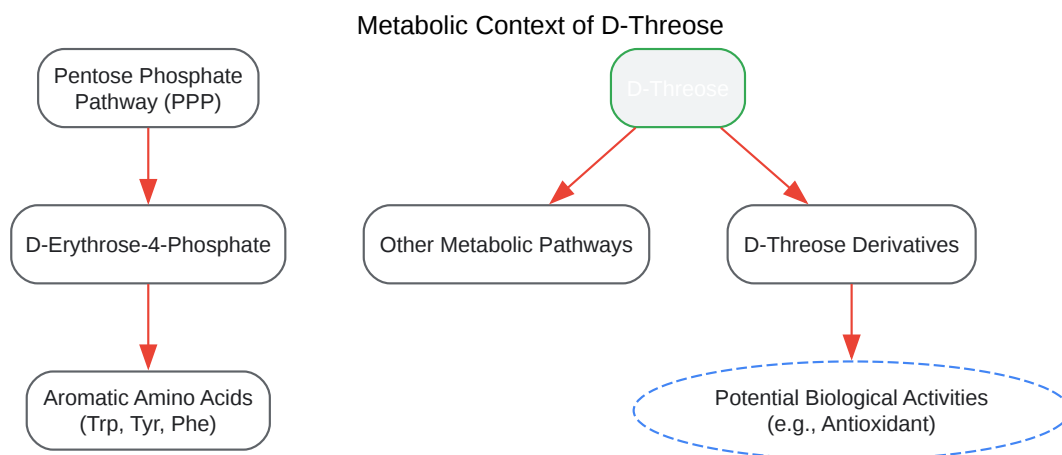 Metabolic Context of D-Threose
Pentose Phosphate
Pathway (PPP)
D-Threose
D-Erythrose-4-Phosphate
Other Metabolic Pathways
D-Threose Derivatives
Aromatic Amino Acids
(Trp, Tyr, Phe)
Potential Biological Activities
(e.g., Antioxidant)